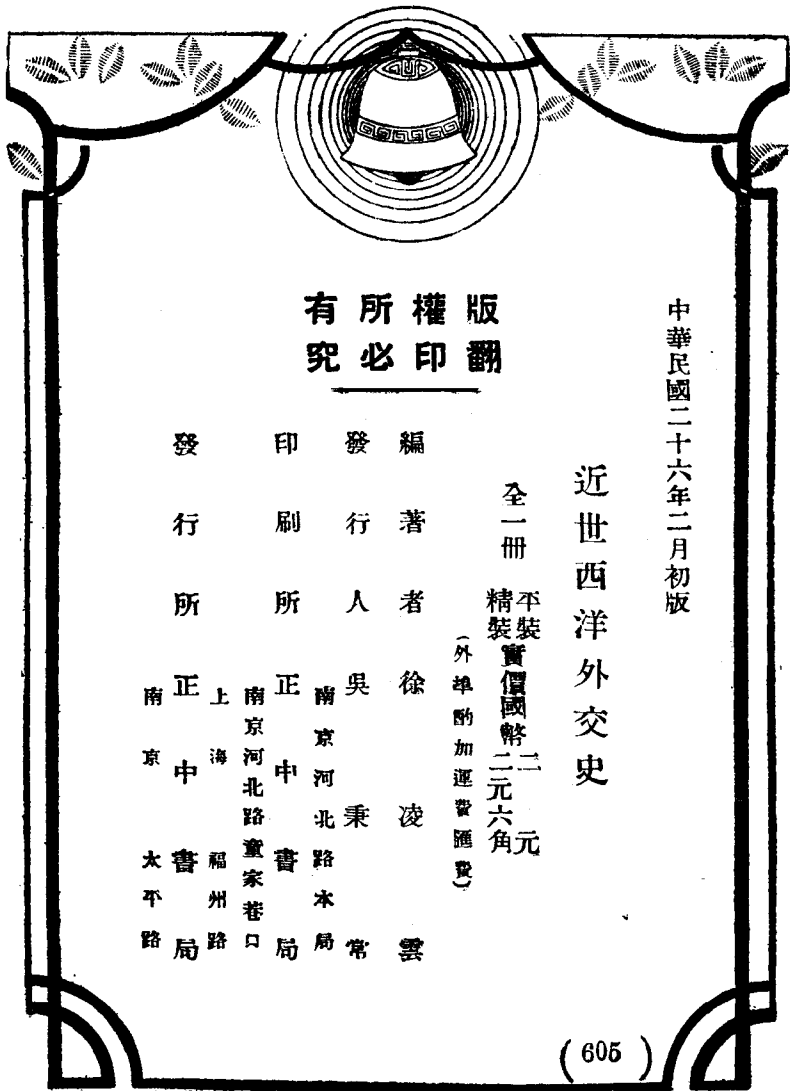 中華民國二十六年二月初版
版權所有
翻印必究
近世西洋外交史
全一冊
平裝
精裝
實價國幣
二元
二元六角
(外埠酌加運費匯費)
編著者 徐凌雲
發行人 吳秉常
南京河北路本局
印刷所 正中書局
南京河北路童家巷口
上海福州路
發行所 正中書局
南京太平路
(605)